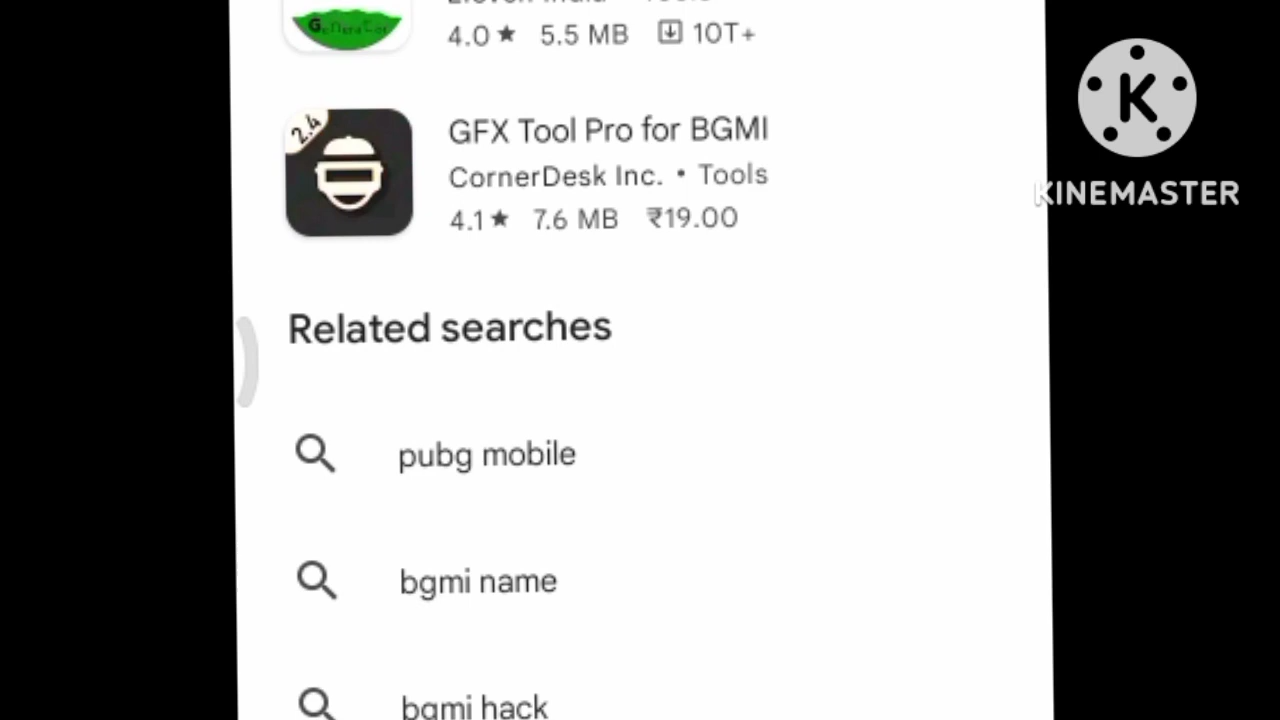 4.0★ 5.5 MB 10T+
2.4
GFX Tool Pro for BGMI
CornerDesk Inc. • Tools
4.1★ 7.6 MB ₹19.00
Related searches
pubg mobile
bgmi name
bgmi hack
K
KINEMASTER